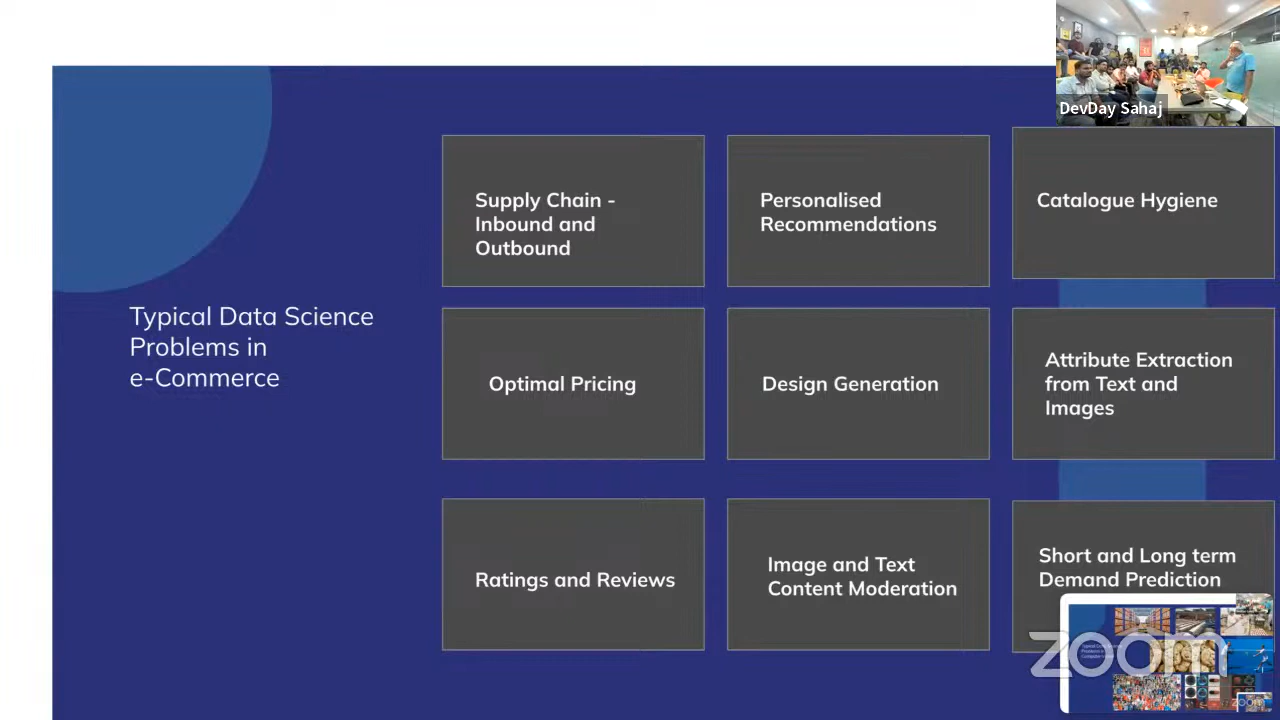 DevDay Sahaj
Typical Data Science
Problems in
e-Commerce
Supply Chain -
Inbound and
Outbound
Personalised
Recommendations
Catalogue Hygiene
Optimal Pricing
Design Generation
Attribute Extraction
from Text and
Images
Ratings and Reviews
Image and Text
Content Moderation
Short and Long term
Demand Prediction
zoom
zoom